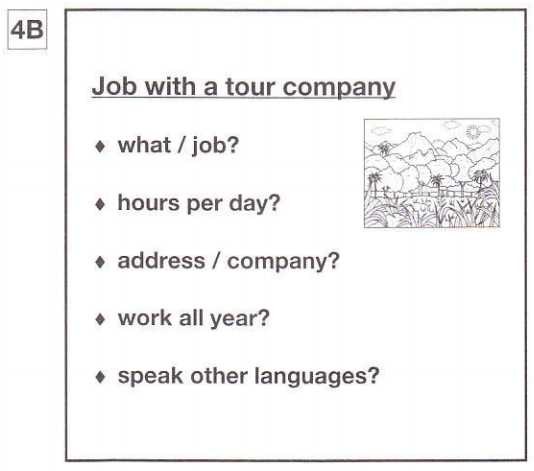 4B
Job with a tour company
♦ what / job?
♦ hours per day?
♦ address / company?
♦ work all year?
♦ speak other languages?